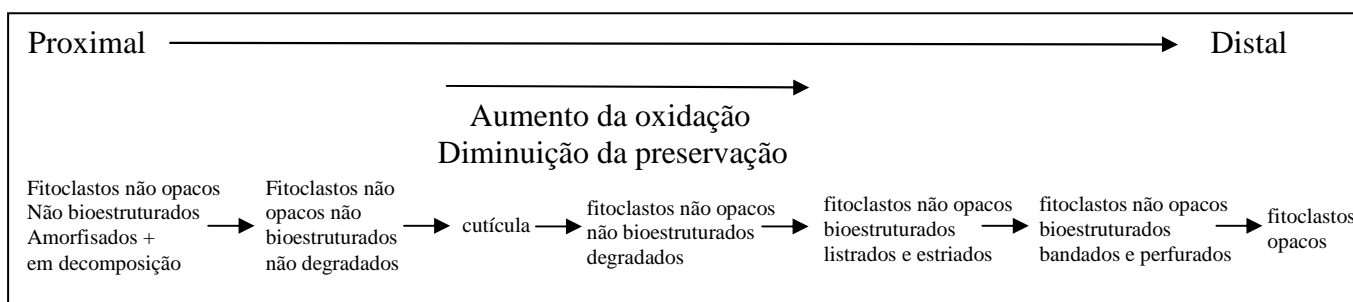 Proximal
Distal
Aumento da oxidação
Diminuição da preservação
Fitoclastos não opacos
Não bioestruturados
Amorfisados +
em decomposição
Fitoclastos não
opacos não
bioestruturados
não degradados
cutícula
fitoclastos não opacos
não bioestruturados
degradados
fitoclastos não opacos
bioestruturados
listrados e estriados
fitoclastos não opacos
bioestruturados
bandados e perfurados
fitoclastos
opacos